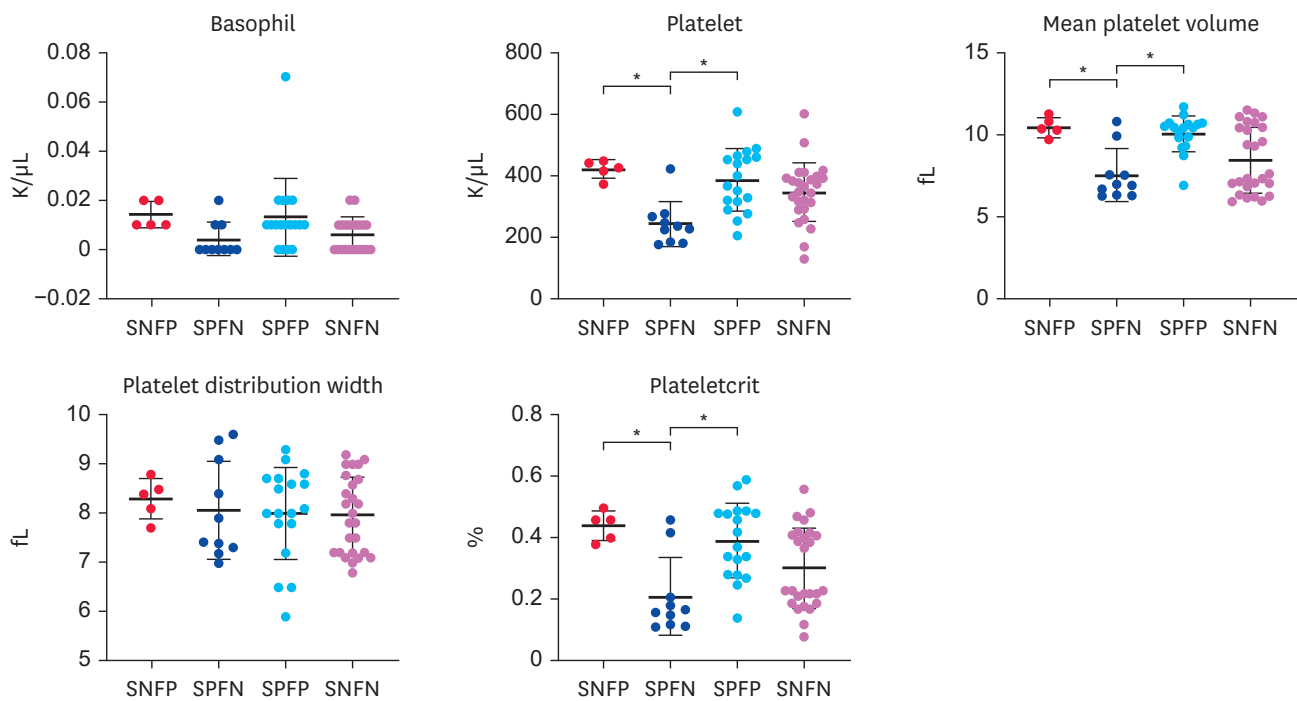 Basophil
0.08
0.06
0.04
0.02
0
−0.02
K/µL
SNFP SPFN SPFP SNFN
Platelet
800
600
400
200
0
K/µL
* *
SNFP SPFN SPFP SNFN
Mean platelet volume
15
10
5
0
fL
* *
SNFP SPFN SPFP SNFN
Platelet distribution width
10
9
8
7
6
5
fL
SNFP SPFN SPFP SNFN
Plateletcrit
0.8
0.6
0.4
0.2
0
%
* *
SNFP SPFN SPFP SNFN